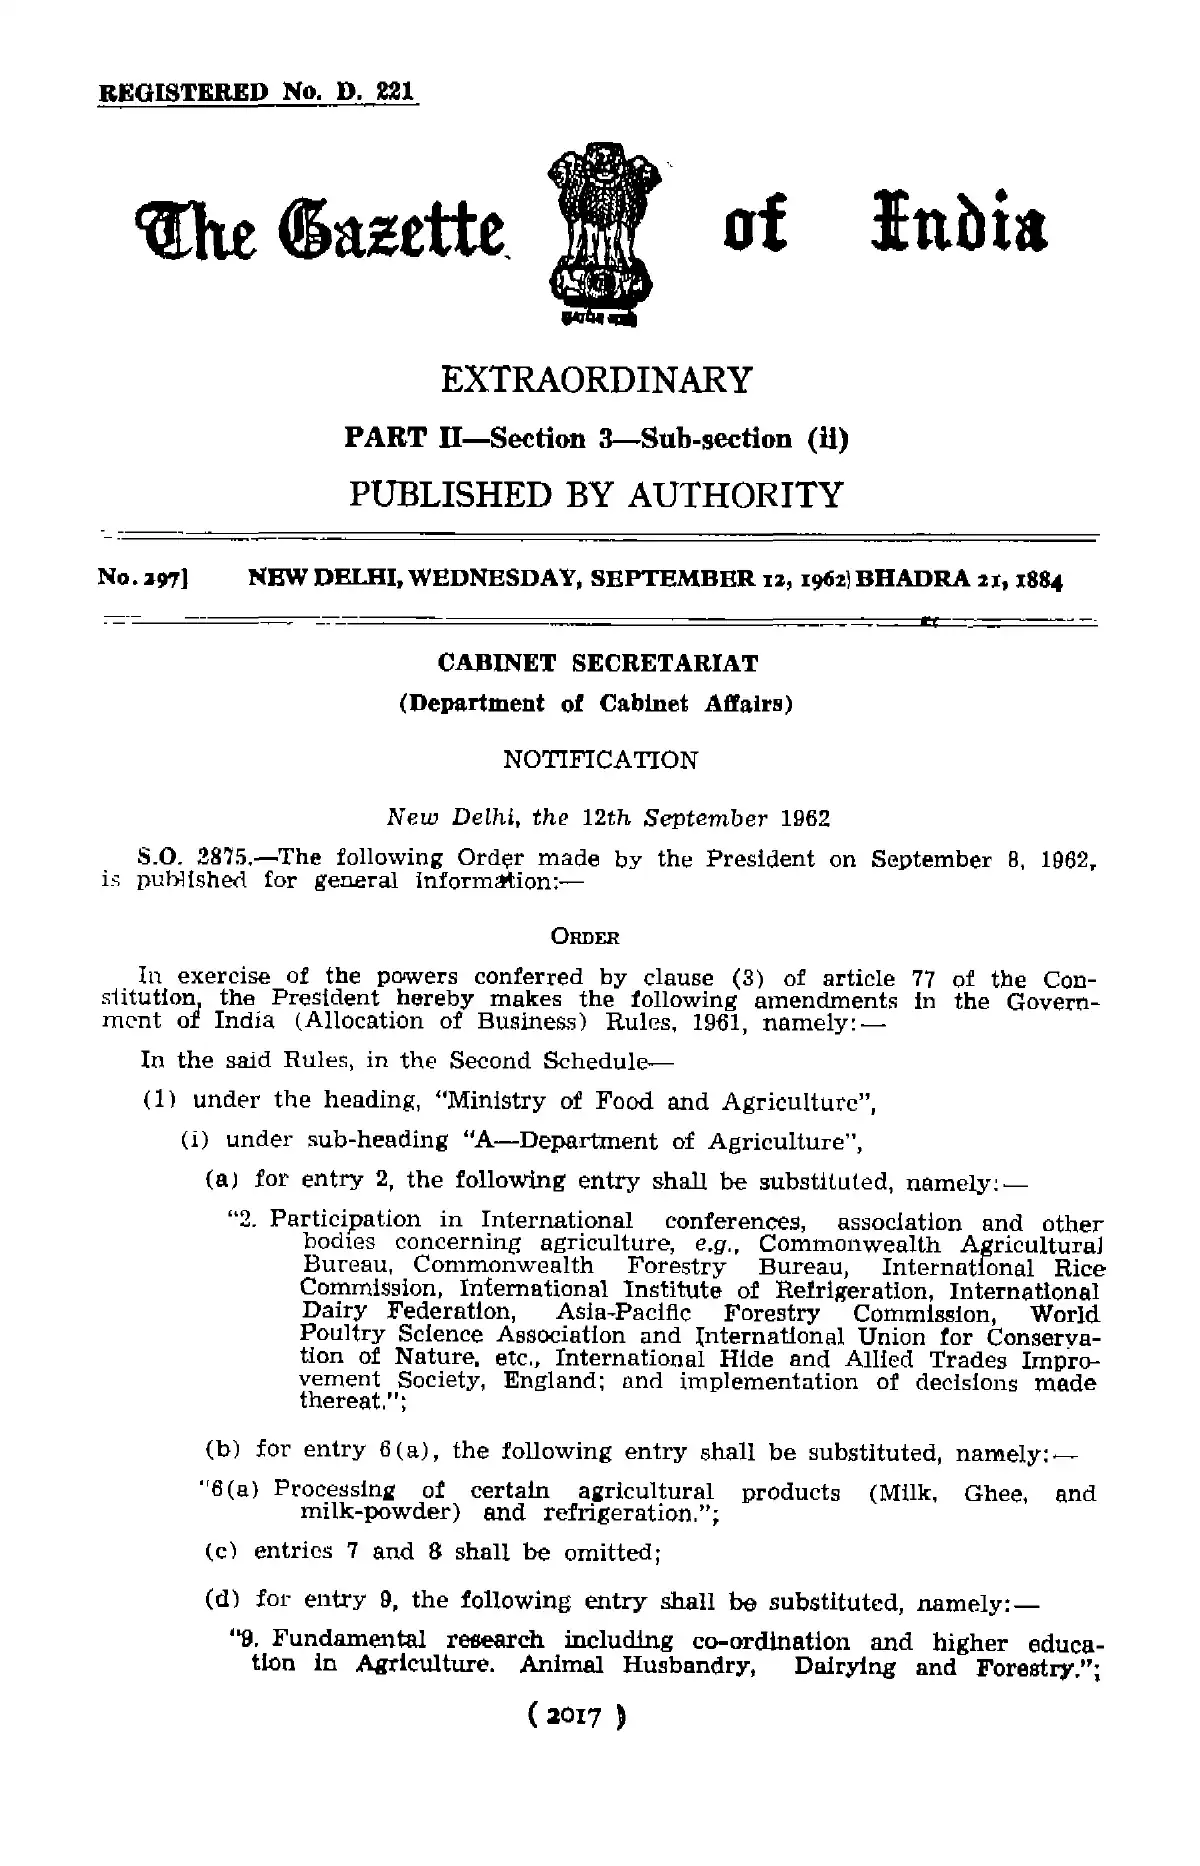 REGISTERED No. D. 221
The Gazette of India
EXTRAORDINARY
PART II—Section 3—Sub-section (ii)
PUBLISHED BY AUTHORITY
No. 297] NEW DELHI, WEDNESDAY, SEPTEMBER 12, 1962/BHADRA 21, 1884
CABINET SECRETARIAT
(Department of Cabinet Affairs)
NOTIFICATION
New Delhi, the 12th September 1962
S.O. 2875.—The following Order made by the President on September 8, 1962,
is published for general information:—
ORDER
In exercise of the powers conferred by clause (3) of article 77 of the Con-
stitution, the President hereby makes the following amendments in the Govern-
ment of India (Allocation of Business) Rules, 1961, namely:—
In the said Rules, in the Second Schedule—
(1) under the heading, "Ministry of Food and Agriculture",
(i) under sub-heading "A—Department of Agriculture",
(a) for entry 2, the following entry shall be substituted, namely:—
"2. Participation in International conferences, association and other
bodies concerning agriculture, e.g., Commonwealth Agricultural
Bureau, Commonwealth Forestry Bureau, International Rice
Commission, International Institute of Refrigeration, International
Dairy Federation, Asia-Pacific Forestry Commission, World
Poultry Science Association and International Union for Conserva-
tion of Nature, etc., International Hide and Allied Trades Impro-
vement Society, England; and implementation of decisions made
thereat.";
(b) for entry 6(a), the following entry shall be substituted, namely:—
"6(a) Processing of certain agricultural products (Milk, Ghee, and
milk-powder) and refrigeration.";
(c) entries 7 and 8 shall be omitted;
(d) for entry 9, the following entry shall be substituted, namely:—
"9. Fundamental research including co-ordination and higher educa-
tion in Agriculture. Animal Husbandry, Dairying and Forestry.";
( 2017 )